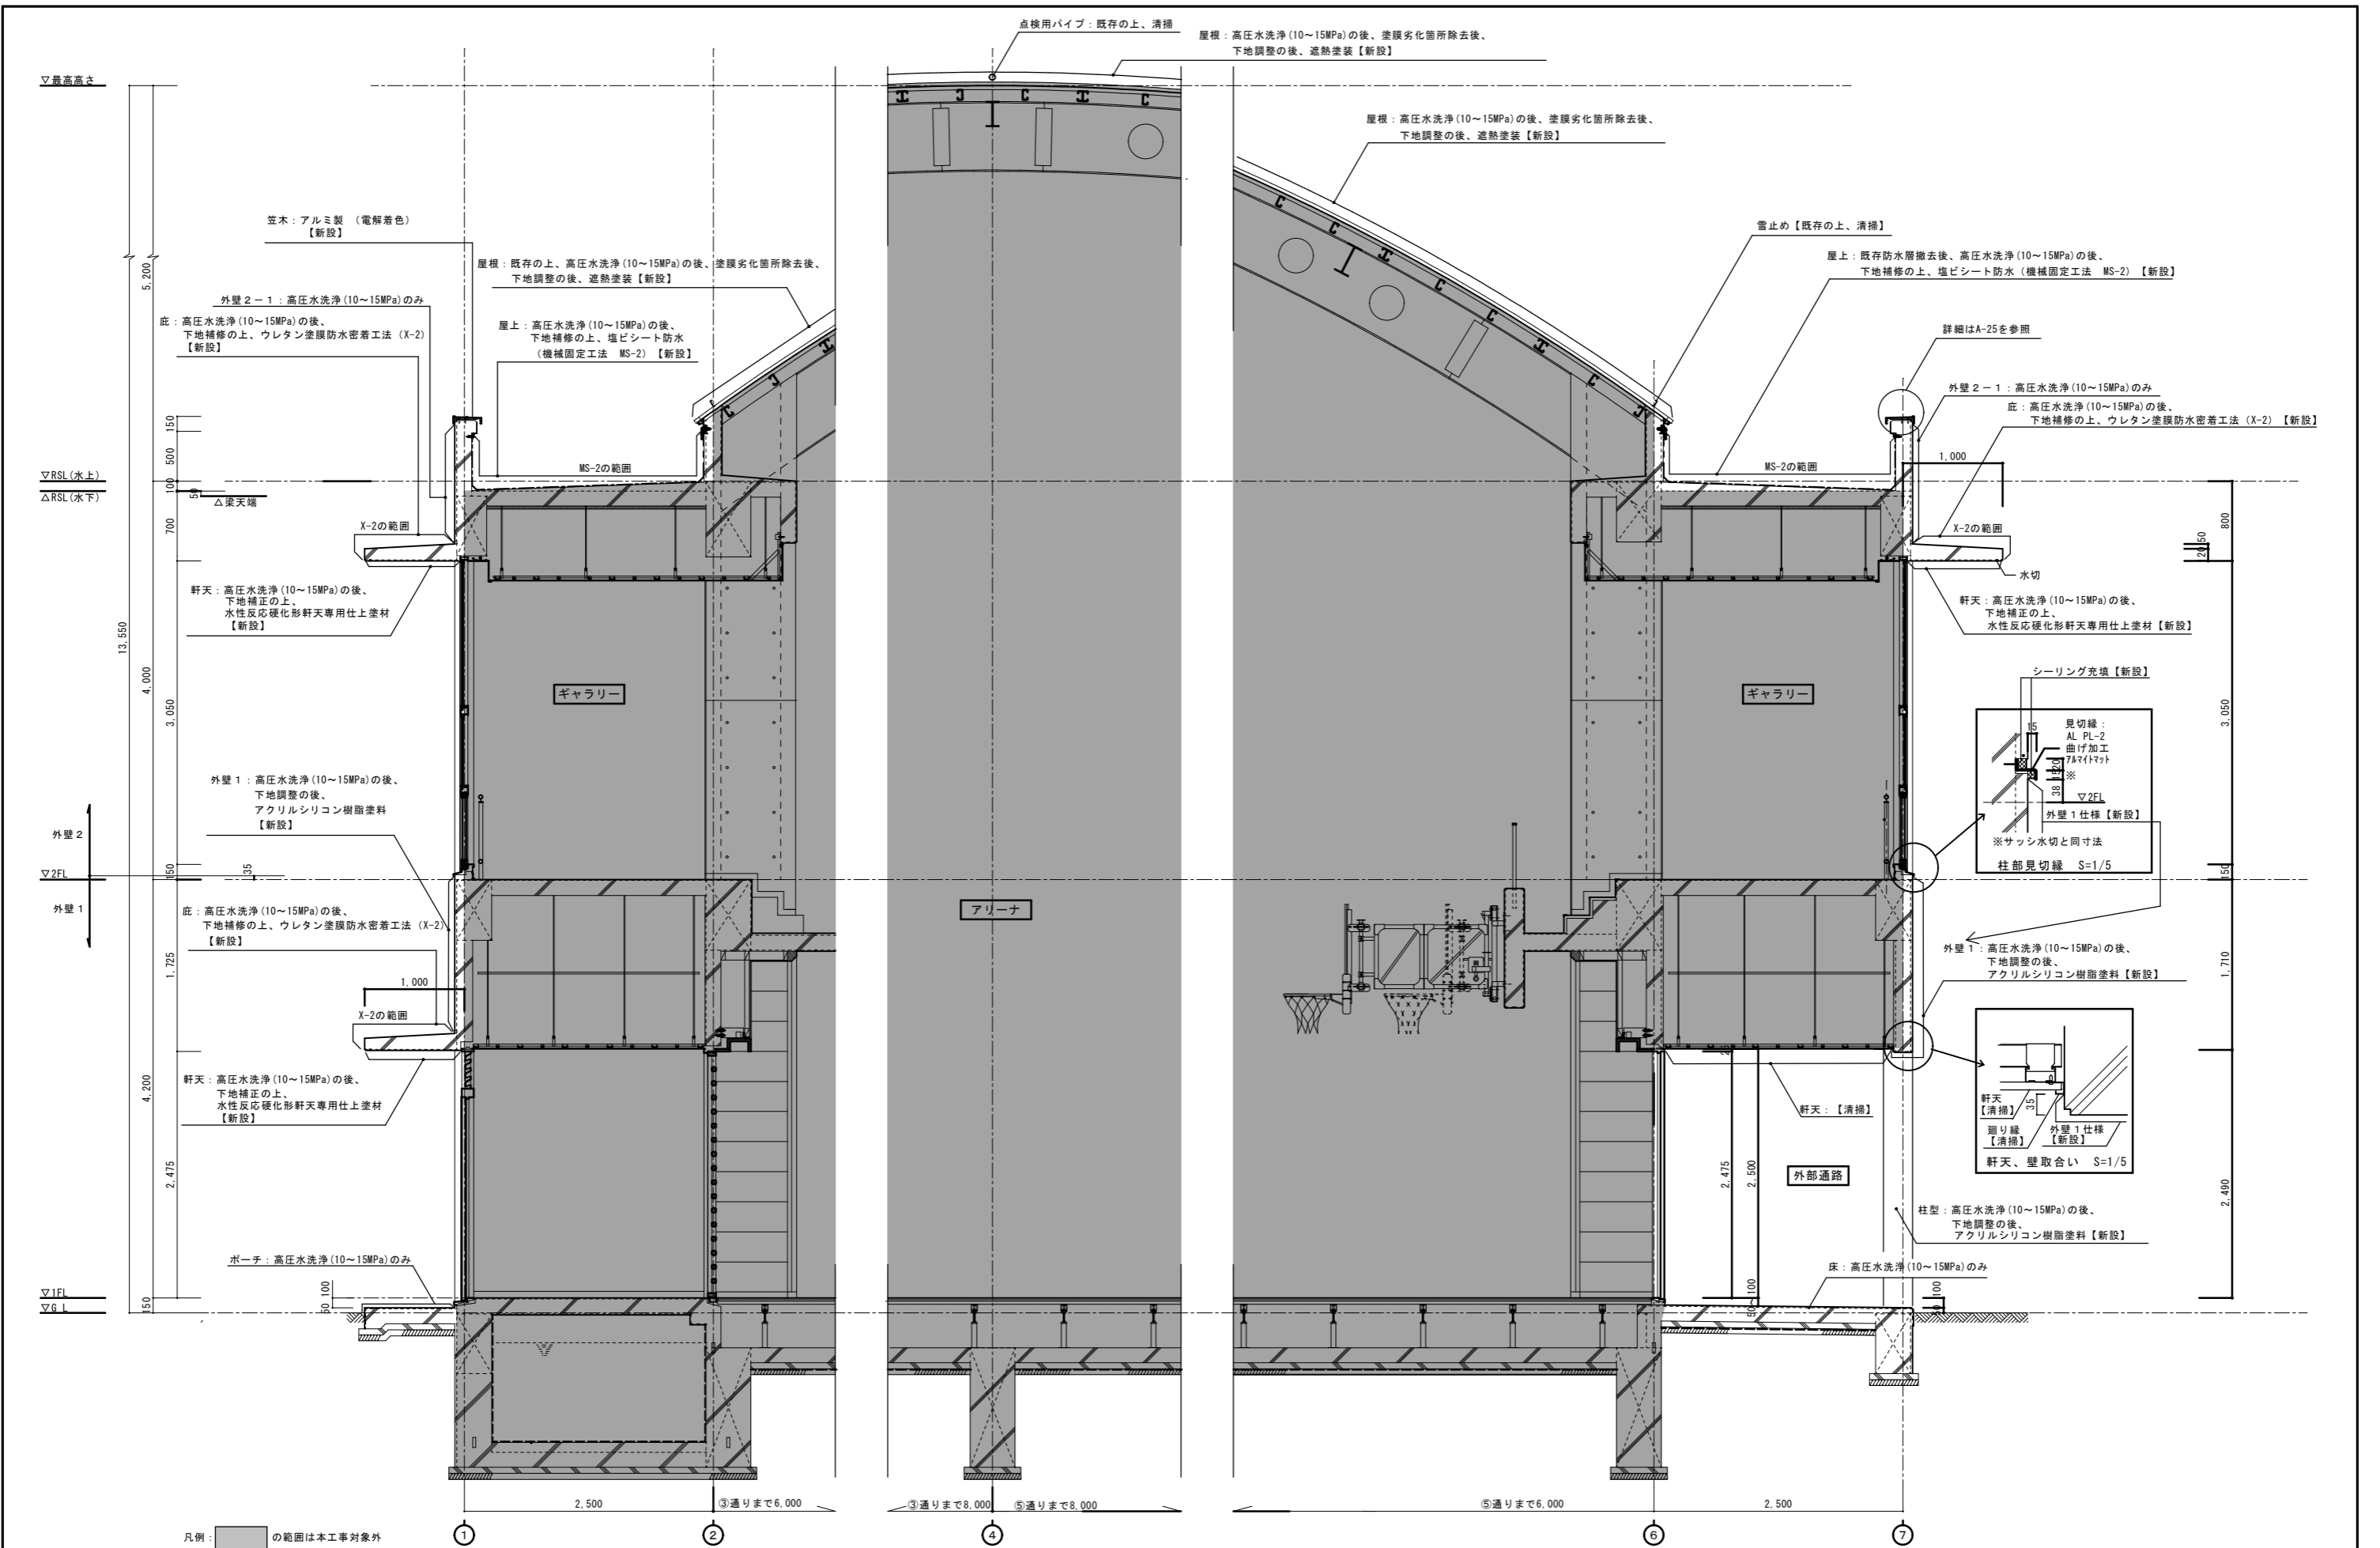 点検用パイプ：既存の上、清掃
屋根：高圧水洗浄(10～15MPa)の後、塗膜劣化箇所除去後、
下地調整の後、遮熱塗装【新設】
▽最高高さ
屋根：高圧水洗浄(10～15MPa)の後、塗膜劣化箇所除去後、
下地調整の後、遮熱塗装【新設】
笠木：アルミ製　(電解着色)
【新設】
屋根：既存の上、高圧水洗浄(10～15MPa)の後、塗膜劣化箇所除去後、
下地調整の後、遮熱塗装【新設】
外壁２－１：高圧水洗浄(10～15MPa)のみ
庇：高圧水洗浄(10～15MPa)の後、
下地補修の上、ウレタン塗膜防水密着工法 (X-2)
【新設】
屋上：高圧水洗浄(10～15MPa)の後、
下地補修の上、塩ビシート防水
(機械固定工法　MS-2) 【新設】
雪止め【既存の上、清掃】
屋上：既存防水層撤去後、高圧水洗浄(10～15MPa)の後、
下地補修の上、塩ビシート防水 (機械固定工法　MS-2) 【新設】
詳細はA-25を参照
外壁２－１：高圧水洗浄(10～15MPa)のみ
庇：高圧水洗浄(10～15MPa)の後、
下地補修の上、ウレタン塗膜防水密着工法 (X-2) 【新設】
1,000
MS-2の範囲
MS-2の範囲
▽RSL(水上)
△RSL(水下)
△梁天端
X-2の範囲
X-2の範囲
水切
軒天：高圧水洗浄(10～15MPa)の後、
下地補正の上、
水性反応硬化形軒天専用仕上塗材
【新設】
軒天：高圧水洗浄(10～15MPa)の後、
下地補正の上、
水性反応硬化形軒天専用仕上塗材【新設】
13,550
5,200
4,000
4,200
150
150
500
100
50
700
3,050
150
35
1,725
2,475
100
50
800
20
50
3,050
150
1,710
2,490
100
50
ギャラリー
ギャラリー
シーリング充填【新設】
15
見切縁：
AL PL-2
曲げ加工
ｱﾙﾏｲﾄﾏｯﾄ
※
38
15
20
▽2FL
外壁１仕様【新設】
※サッシ水切と同寸法
柱部見切縁　S=1/5
外壁１：高圧水洗浄(10～15MPa)の後、
下地調整の後、
アクリルシリコン樹脂塗料
【新設】
外壁２
▽2FL
外壁１
庇：高圧水洗浄(10～15MPa)の後、
下地補修の上、ウレタン塗膜防水密着工法 (X-2)
【新設】
1,000
X-2の範囲
アリーナ
外壁１：高圧水洗浄(10～15MPa)の後、
下地調整の後、
アクリルシリコン樹脂塗料【新設】
軒天：高圧水洗浄(10～15MPa)の後、
下地補正の上、
水性反応硬化形軒天専用仕上塗材
【新設】
軒天：【清掃】
軒天
【清掃】
35
廻り縁
【清掃】
外壁１仕様
【新設】
軒天、壁取合い　S=1/5
25
2,475
2,500
外部通路
柱型：高圧水洗浄(10～15MPa)の後、
下地調整の後、
アクリルシリコン樹脂塗料【新設】
ポーチ：高圧水洗浄(10～15MPa)のみ
床：高圧水洗浄(10～15MPa)のみ
100
50
▽1FL
▽G L
2,500
③通りまで6,000
③通りまで8,000
⑤通りまで8,000
⑤通りまで6,000
2,500
凡例：
の範囲は本工事対象外
1
2
4
6
7